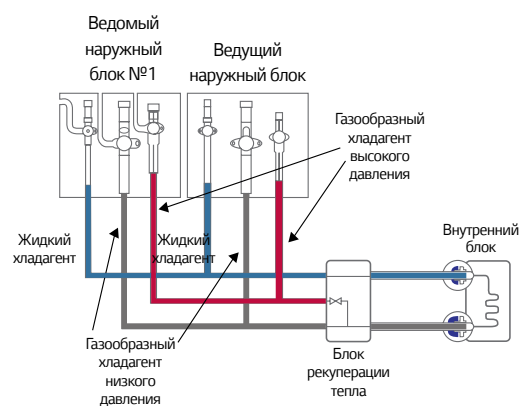 Ведомый
наружный
блок №1
Ведущий
наружный блок
Газообразный
хладагент
высокого
давления
Жидкий
хладагент
Жидкий
хладагент
Внутренний
блок
Газообразный
хладагент
низкого
давления
Блок
рекуперации
тепла